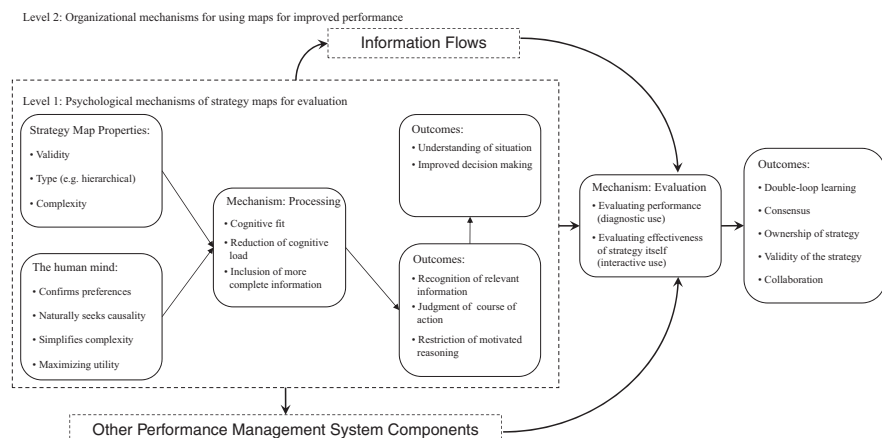 Level 2: Organizational mechanisms for using maps for improved performance
Information Flows
Level 1: Psychological mechanisms of strategy maps for evaluation
Strategy Map Properties:
• Validity
• Type (e.g. hierarchical)
• Complexity
The human mind:
• Confirms preferences
• Naturally seeks causality
• Simplifies complexity
• Maximizing utility
Mechanism: Processing
• Cognitive fit
• Reduction of cognitive
load
• Inclusion of more
complete information
Outcomes:
• Understanding of situation
• Improved decision making
Outcomes:
• Recognition of relevant
information
• Judgment of course of
action
• Restriction of motivated
reasoning
Mechanism: Evaluation
• Evaluating performance
(diagnostic use)
• Evaluating effectiveness
of strategy itself
(interactive use)
Outcomes:
• Double-loop learning
• Consensus
• Ownership of strategy
• Validity of the strategy
• Collaboration
Other Performance Management System Components